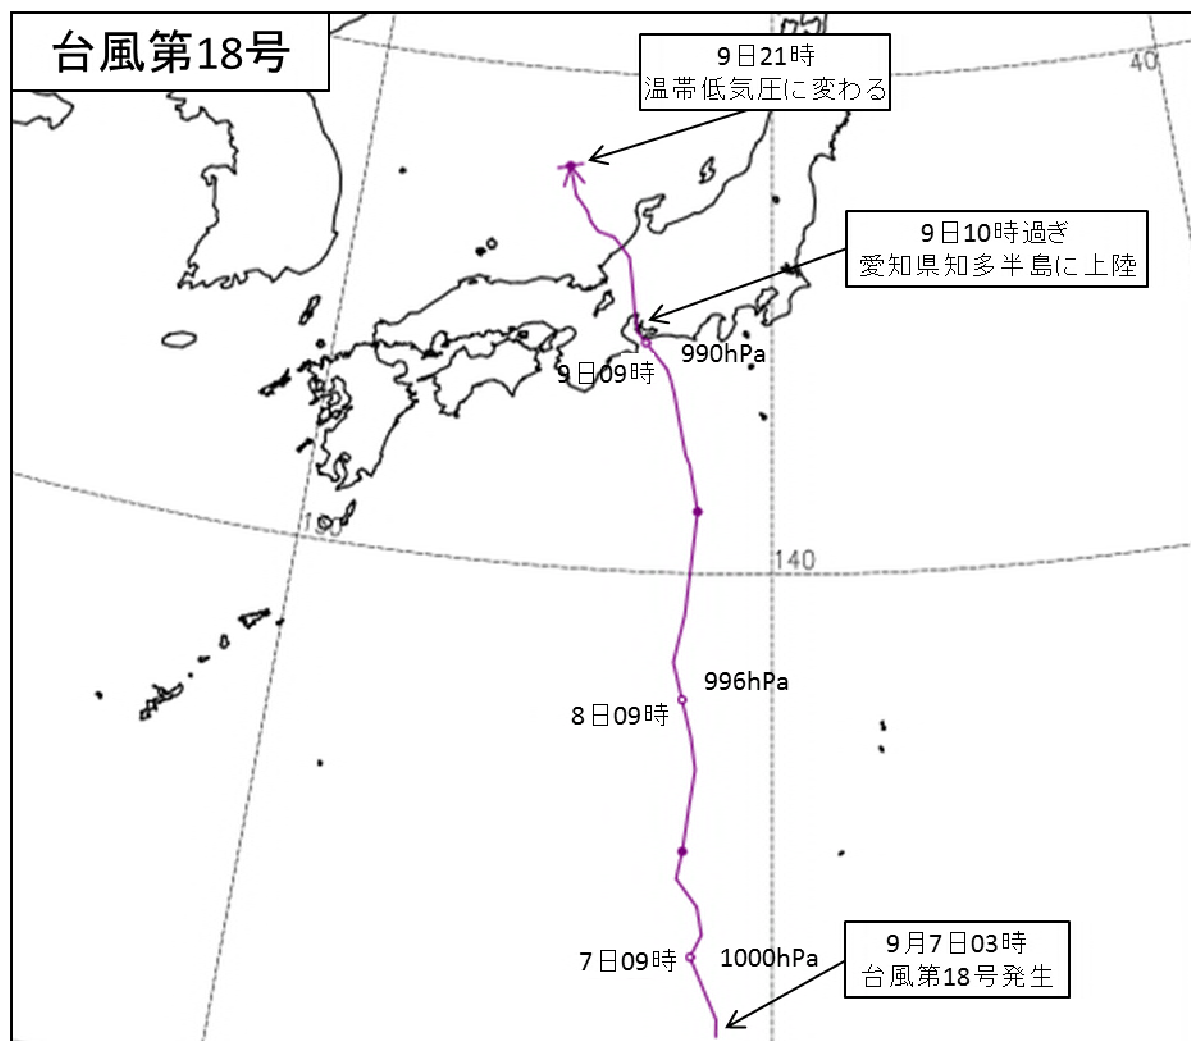 台風第18号
9日21時
温帯低気圧に変わる
40
9日10時過ぎ
愛知県知多半島に上陸
990hPa
9日09時
140
996hPa
8日09時
7日09時
1000hPa
9月7日03時
台風第18号発生